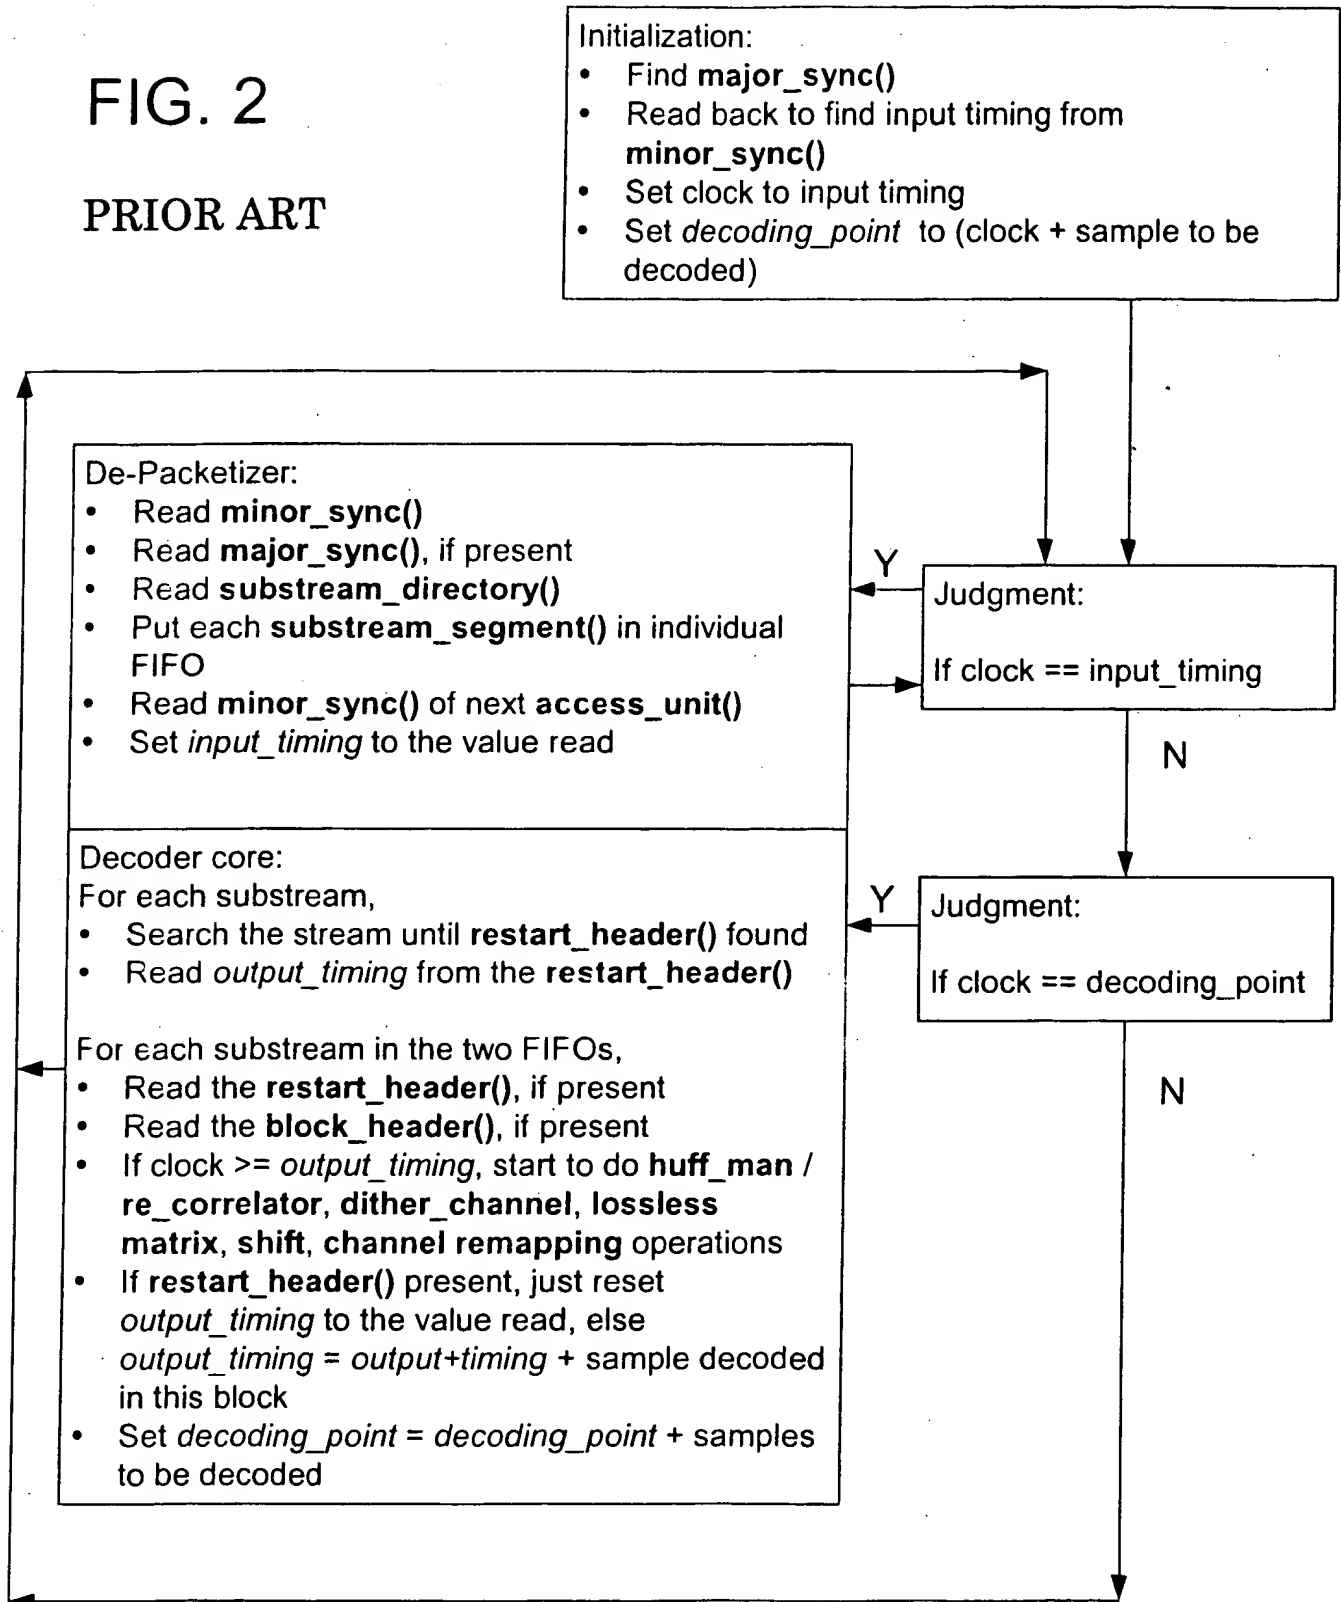 FIG. 2
PRIOR ART
Initialization:
• Find major_sync()
• Read back to find input timing from
minor_sync()
• Set clock to input timing
• Set decoding_point to (clock + sample to be
decoded)
De-Packetizer:
• Read minor_sync()
• Read major_sync(), if present
• Read substream_directory()
• Put each substream_segment() in individual
FIFO
• Read minor_sync() of next access_unit()
• Set input_timing to the value read
Y
Judgment:
If clock == input_timing
N
Decoder core:
For each substream,
• Search the stream until restart_header() found
• Read output_timing from the restart_header()
For each substream in the two FIFOs,
• Read the restart_header(), if present
• Read the block_header(), if present
• If clock >= output_timing, start to do huff_man /
re_correlator, dither_channel, lossless
matrix, shift, channel remapping operations
• If restart_header() present, just reset
output_timing to the value read, else
output_timing = output+timing + sample decoded
in this block
• Set decoding_point = decoding_point + samples
to be decoded
Y
Judgment:
If clock == decoding_point
N